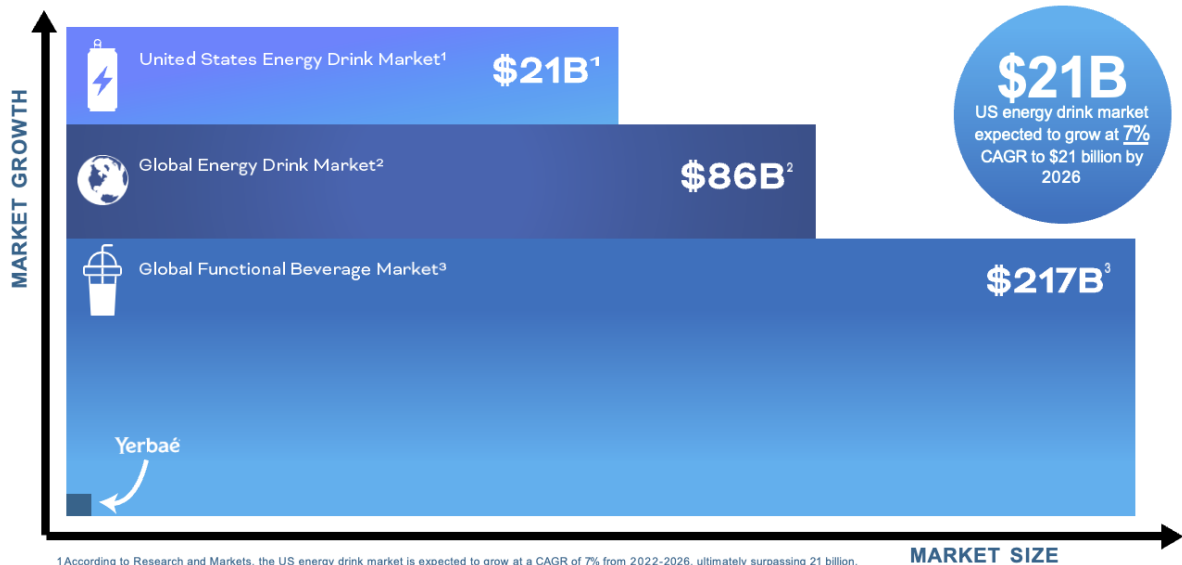 United States Energy Drink Market¹
$21B¹
$21B
US energy drink market
expected to grow at 7%
CAGR to $21 billion by
2026
Global Energy Drink Market²
$86B²
Global Functional Beverage Market³
$217B³
Yerbaé
MARKET GROWTH
MARKET SIZE
1According to Research and Markets, the US energy drink market is expected to grow at a CAGR of 7% from 2022-2026, ultimately surpassing 21 billion.